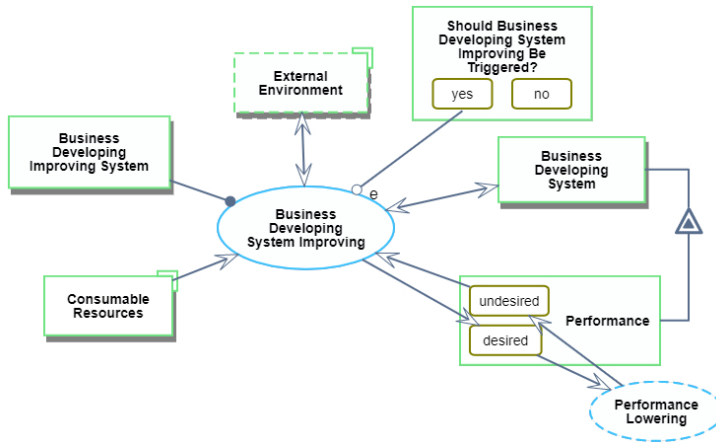 Should Business
Developing System
Improving Be
Triggered?
yes
no
External
Environment
Business
Developing
Improving System
Business
Developing
System
e
Business
Developing
System Improving
Consumable
Resources
undesired
Performance
desired
Performance
Lowering